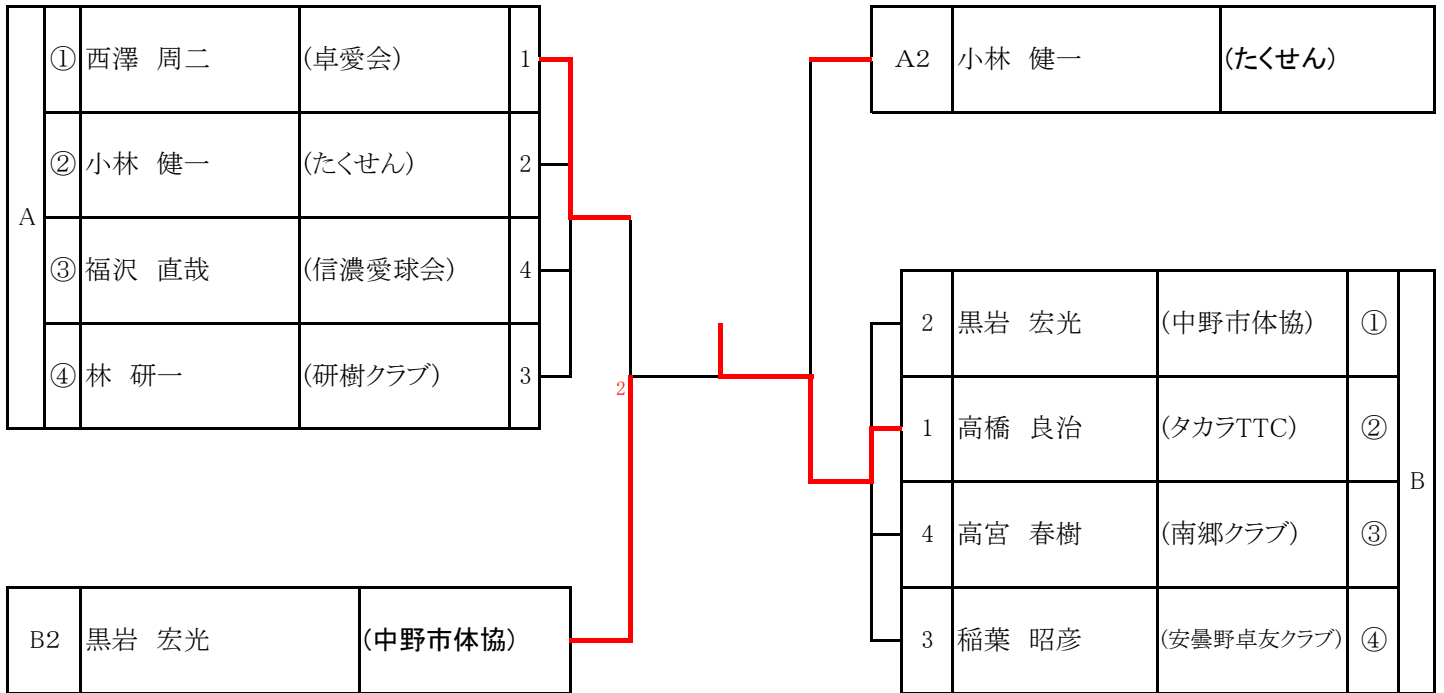 A
① 西澤 周二 (卓愛会) 1
② 小林 健一 (たくせん) 2
③ 福沢 直哉 (信濃愛球会) 4
④ 林 研一 (研樹クラブ) 3
B2 黒岩 宏光 (中野市体協)
2
A2 小林 健一 (たくせん)
2 黒岩 宏光 (中野市体協) ①
1 高橋 良治 (タカラTTC) ②
4 高宮 春樹 (南郷クラブ) ③
3 稲葉 昭彦 (安曇野卓友クラブ) ④
B